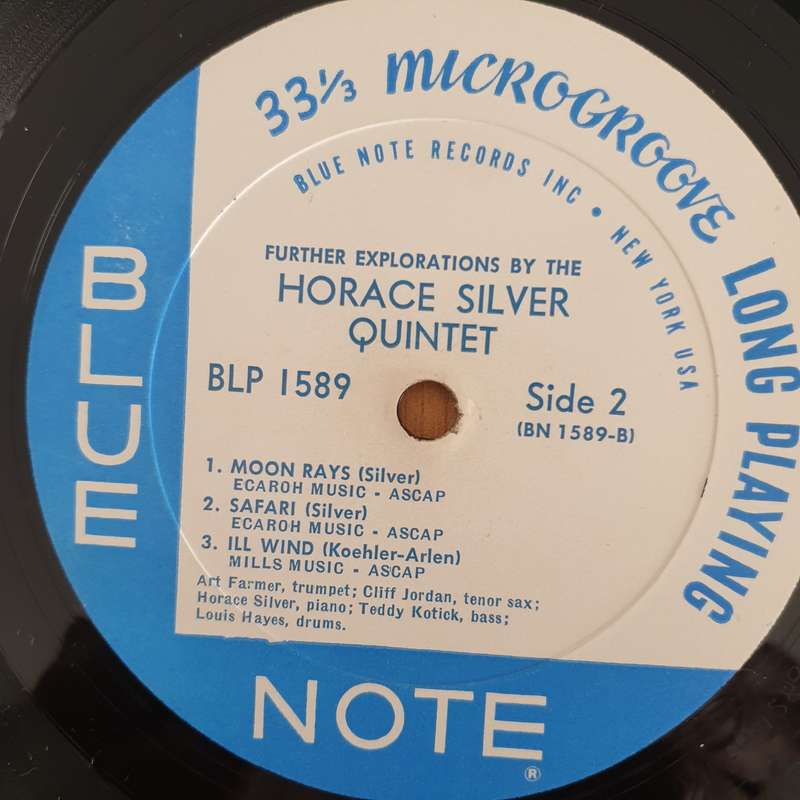 33⅓ MICROGROOVE LONG PLAYING
BLUE NOTE RECORDS INC • NEW YORK USA
FURTHER EXPLORATIONS BY THE
HORACE SILVER
QUINTET
BLP 1589
Side 2
(BN 1589-B)
1. MOON RAYS (Silver)
ECAROH MUSIC - ASCAP
2. SAFARI (Silver)
ECAROH MUSIC - ASCAP
3. ILL WIND (Koehler-Arlen)
MILLS MUSIC - ASCAP
Art Farmer, trumpet; Cliff Jordan, tenor sax;
Horace Silver, piano; Teddy Kotick, bass;
Louis Hayes, drums.
BLUE
NOTE ®